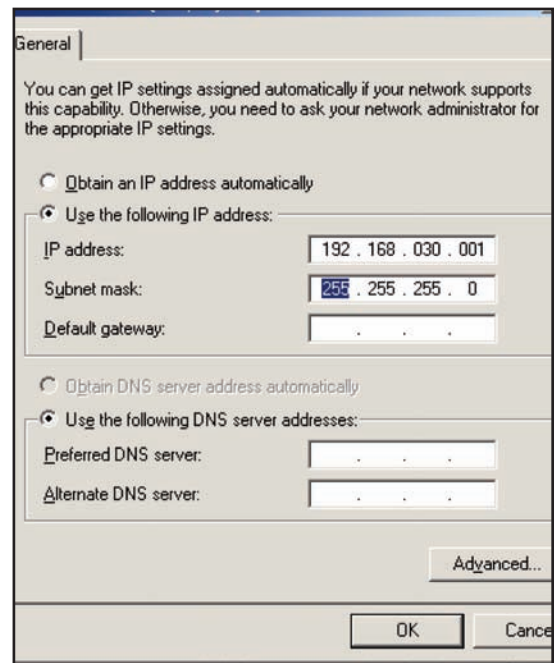 General
You can get IP settings assigned automatically if your network supports
this capability. Otherwise, you need to ask your network administrator for
the appropriate IP settings.
Obtain an IP address automatically
Use the following IP address:
IP address: 192 . 168 . 030 . 001
Subnet mask: 255 . 255 . 255 . 0
Default gateway: . . .
Obtain DNS server address automatically
Use the following DNS server addresses:
Preferred DNS server: . . .
Alternate DNS server: . . .
Advanced...
OK Cance